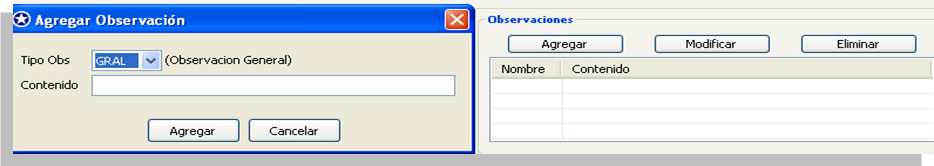 Agregar Observación
Tipo Obs GRAL (Observacion General)
Contenido
Agregar Cancelar
Observaciones
Agregar Modificar Eliminar
Nombre Contenido